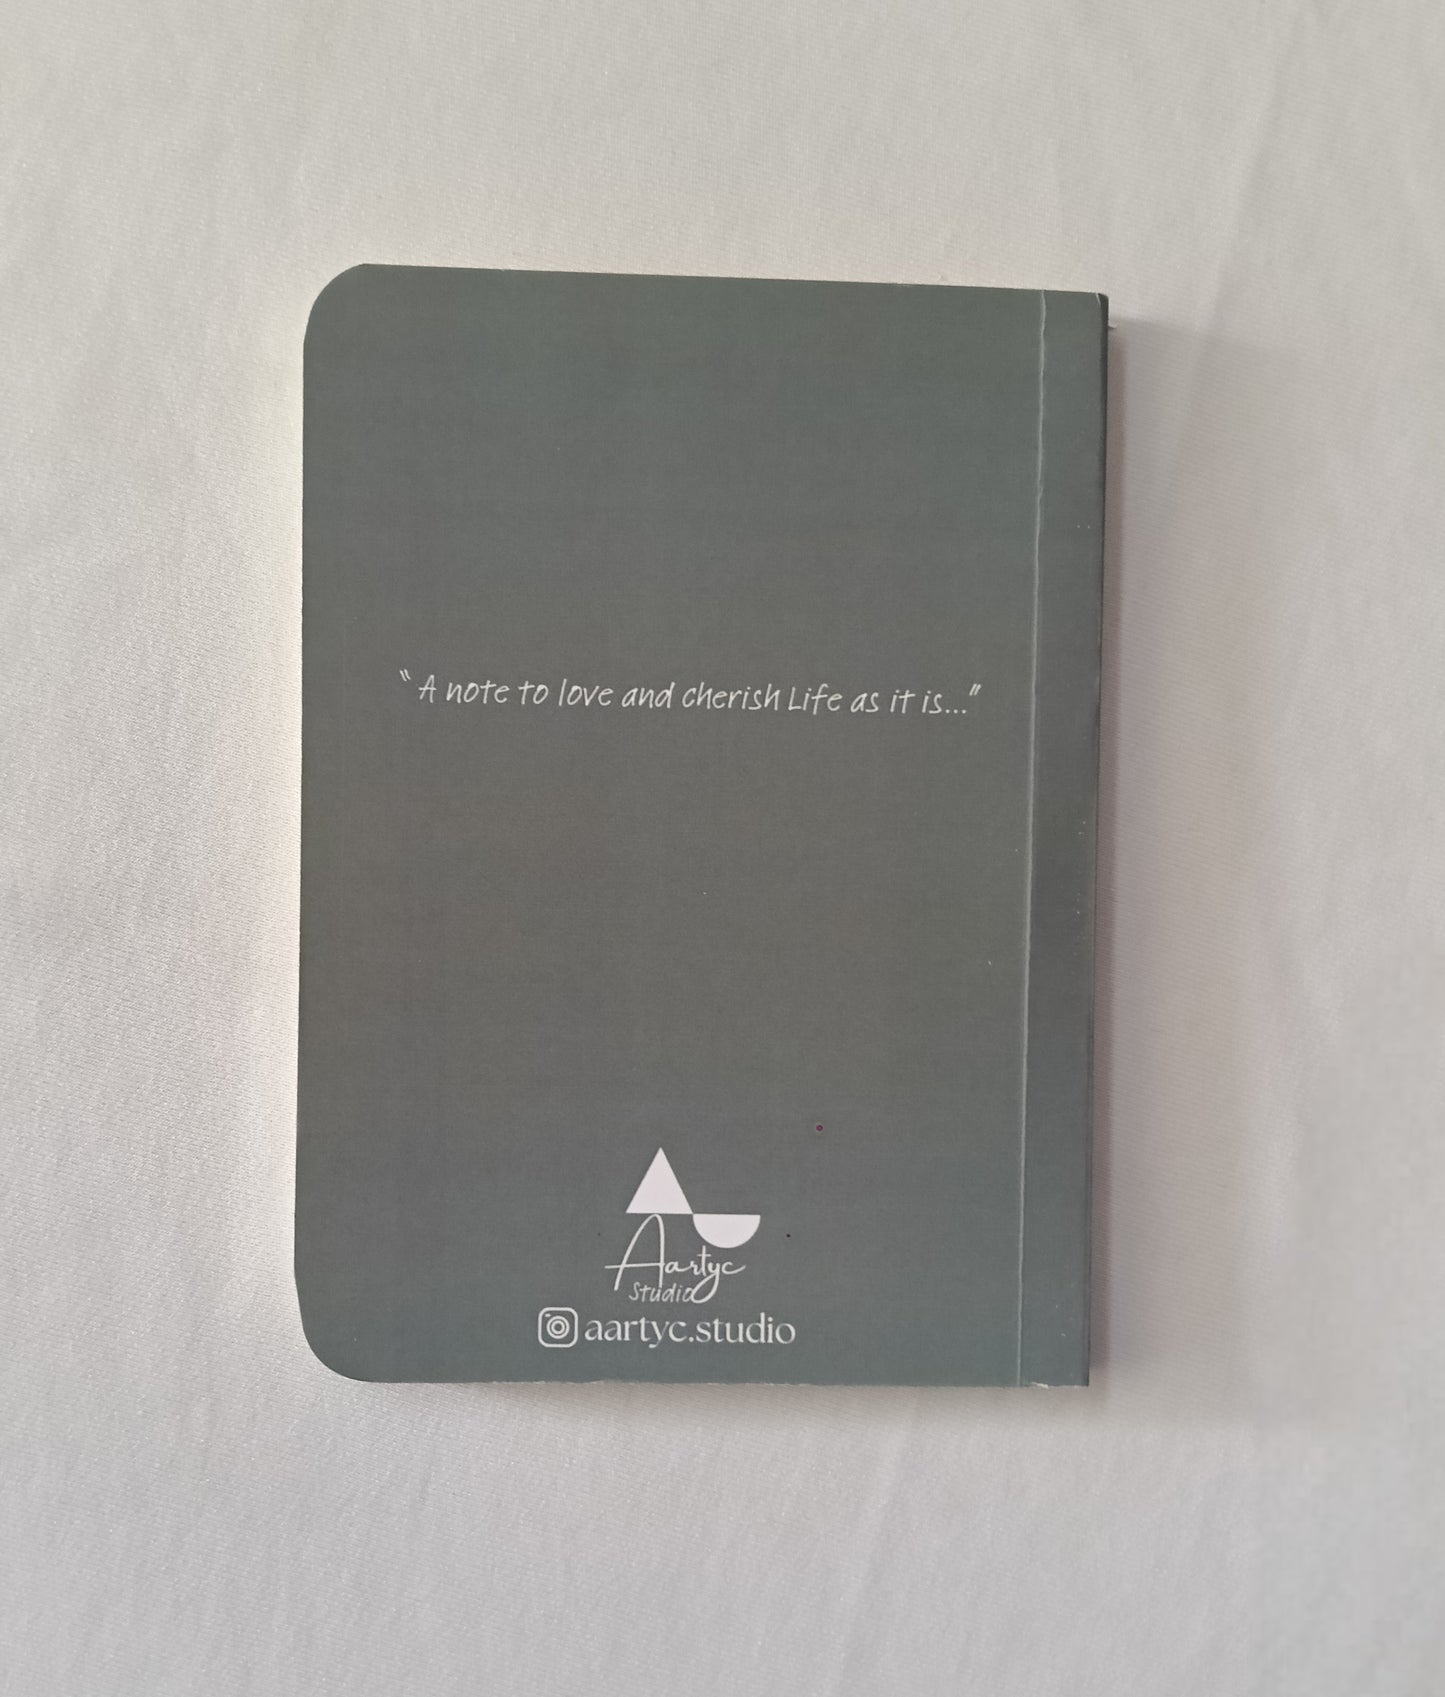 "A note to love and cherish Life as it is..."
Aartyc
Studio
aartyc.studio